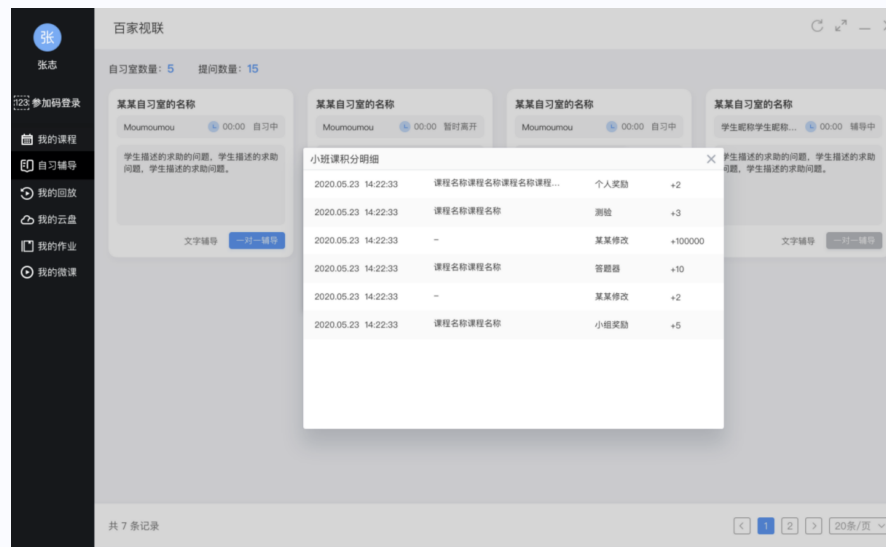 张
张志
123 参加码登录
我的课程
自习辅导
我的回放
我的云盘
我的作业
我的微课
百家视联
自习室数量：5 提问数量：15
某某自习室的名称 某某自习室的名称 某某自习室的名称 某某自习室的名称
Moumoumou 00:00 自习中 Moumoumou 00:00 暂时离开 Moumoumou 00:00 自习中 学生昵称学生昵称... 00:00 辅导中
学生描述的求助的问题，学生描述的求助
问题，学生描述的求助问题。
文字辅导 一对一辅导
学生描述的求助的问题，学生描述的求助
问题，学生描述的求助问题。
文字辅导 一对一辅导
小班课积分明细
2020.05.23 14:22:33 课程名称课程名称课程名称课程... 个人奖励 +2
2020.05.23 14:22:33 课程名称课程名称 测验 +3
2020.05.23 14:22:33 – 某某修改 +100000
2020.05.23 14:22:33 课程名称课程名称 答题器 +10
2020.05.23 14:22:33 – 某某修改 +2
2020.05.23 14:22:33 课程名称课程名称 小组奖励 +5
共 7 条记录
1 2 20条/页